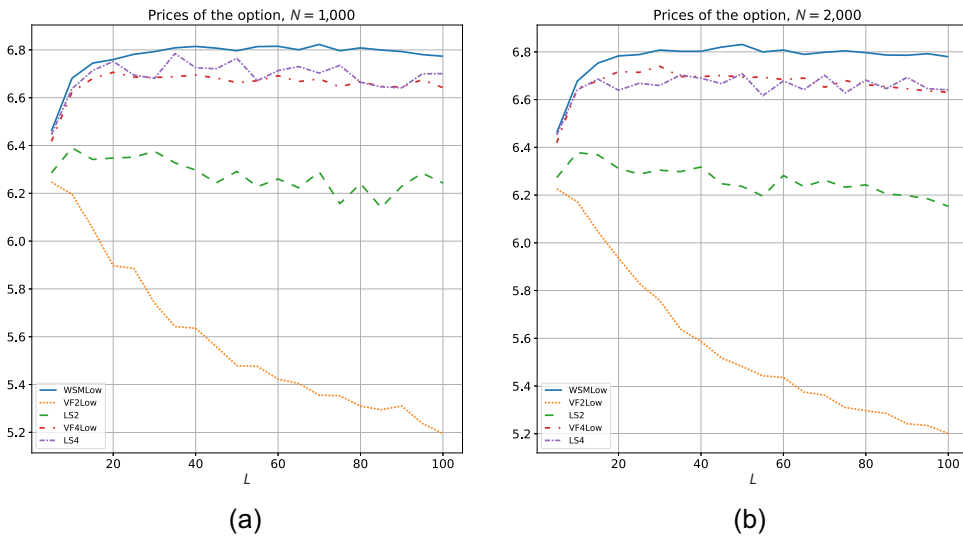 Prices of the option, N = 1,000
6.8
6.6
6.4
6.2
6.0
5.8
5.6
5.4
5.2
WSMLow
VF2Low
LS2
VF4Low
LS4
20
40
60
80
100
L
(a)
Prices of the option, N = 2,000
6.8
6.6
6.4
6.2
6.0
5.8
5.6
5.4
5.2
WSMLow
VF2Low
LS2
VF4Low
LS4
20
40
60
80
100
L
(b)